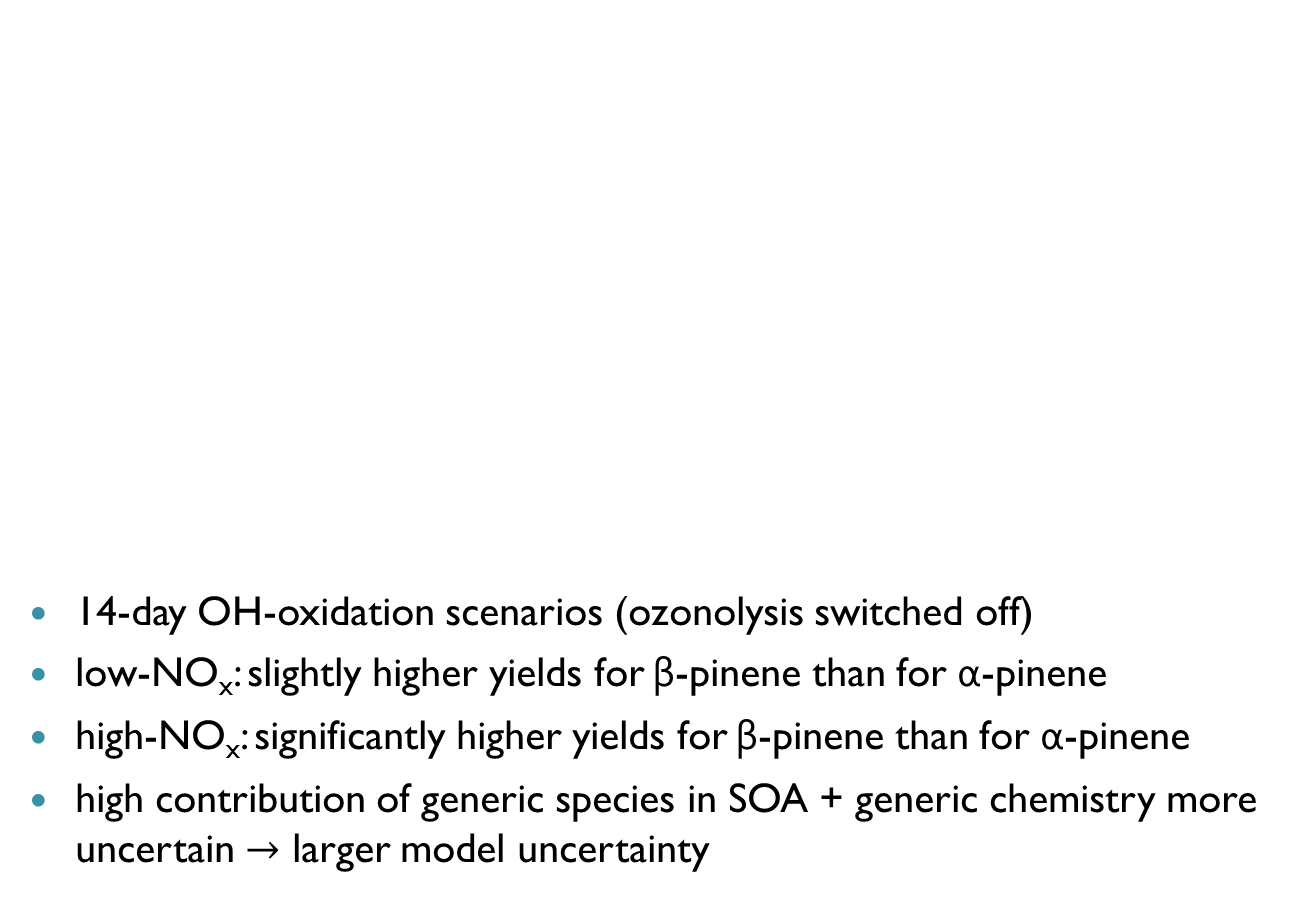 • 14-day OH-oxidation scenarios (ozonolysis switched off)
• low-NOx: slightly higher yields for β-pinene than for α-pinene
• high-NOx: significantly higher yields for β-pinene than for α-pinene
• high contribution of generic species in SOA + generic chemistry more
uncertain → larger model uncertainty